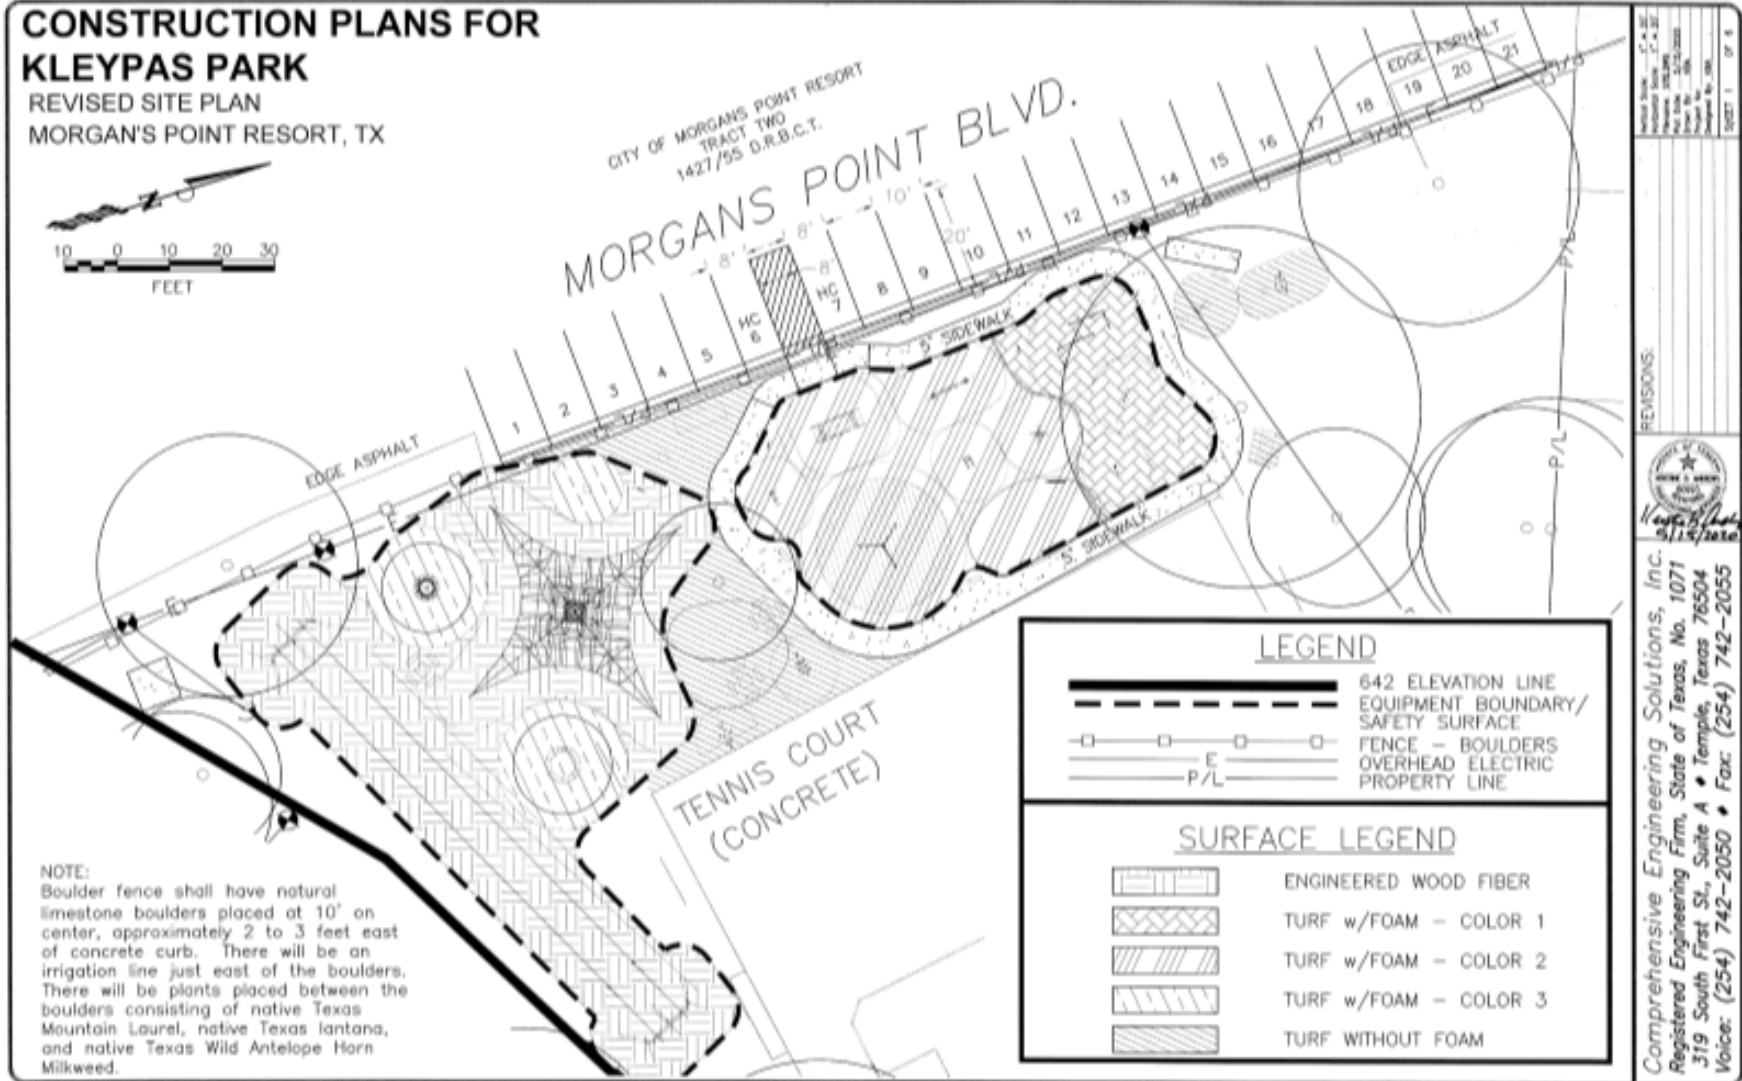 CONSTRUCTION PLANS FOR
KLEYPAS PARK
REVISED SITE PLAN
MORGAN'S POINT RESORT, TX
N
10 0 10 20 30
FEET
CITY OF MORGANS POINT RESORT
TRACT TWO
1427/55 D.R.B.C.T.
MORGANS POINT BLVD.
8' 8' 10'
8'
20'
EDGE ASPHALT
1
2
3
4
5
HC
6
HC
7
8
9
10
11
12
13
14
15
16
17
18
19
20
21
EDGE ASPHALT
5' SIDEWALK
5' SIDEWALK
E
E
E
P/L
P/L
TENNIS COURT
(CONCRETE)
NOTE:
Boulder fence shall have natural
limestone boulders placed at 10' on
center, approximately 2 to 3 feet east
of concrete curb. There will be an
irrigation line just east of the boulders.
There will be plants placed between the
boulders consisting of native Texas
Mountain Laurel, native Texas lantana,
and native Texas Wild Antelope Horn
Milkweed.
LEGEND
642 ELEVATION LINE
EQUIPMENT BOUNDARY/
SAFETY SURFACE
FENCE - BOULDERS
E OVERHEAD ELECTRIC
P/L PROPERTY LINE
SURFACE LEGEND
ENGINEERED WOOD FIBER
TURF w/FOAM - COLOR 1
TURF w/FOAM - COLOR 2
TURF w/FOAM - COLOR 3
TURF WITHOUT FOAM
SHEET 1 OF 6
REVISIONS:
Comprehensive Engineering Solutions, Inc.
Registered Engineering Firm, State of Texas, No. 1071
319 South First St., Suite A ♦ Temple, Texas 76504
Voice: (254) 742-2050 ♦ Fax: (254) 742-2055